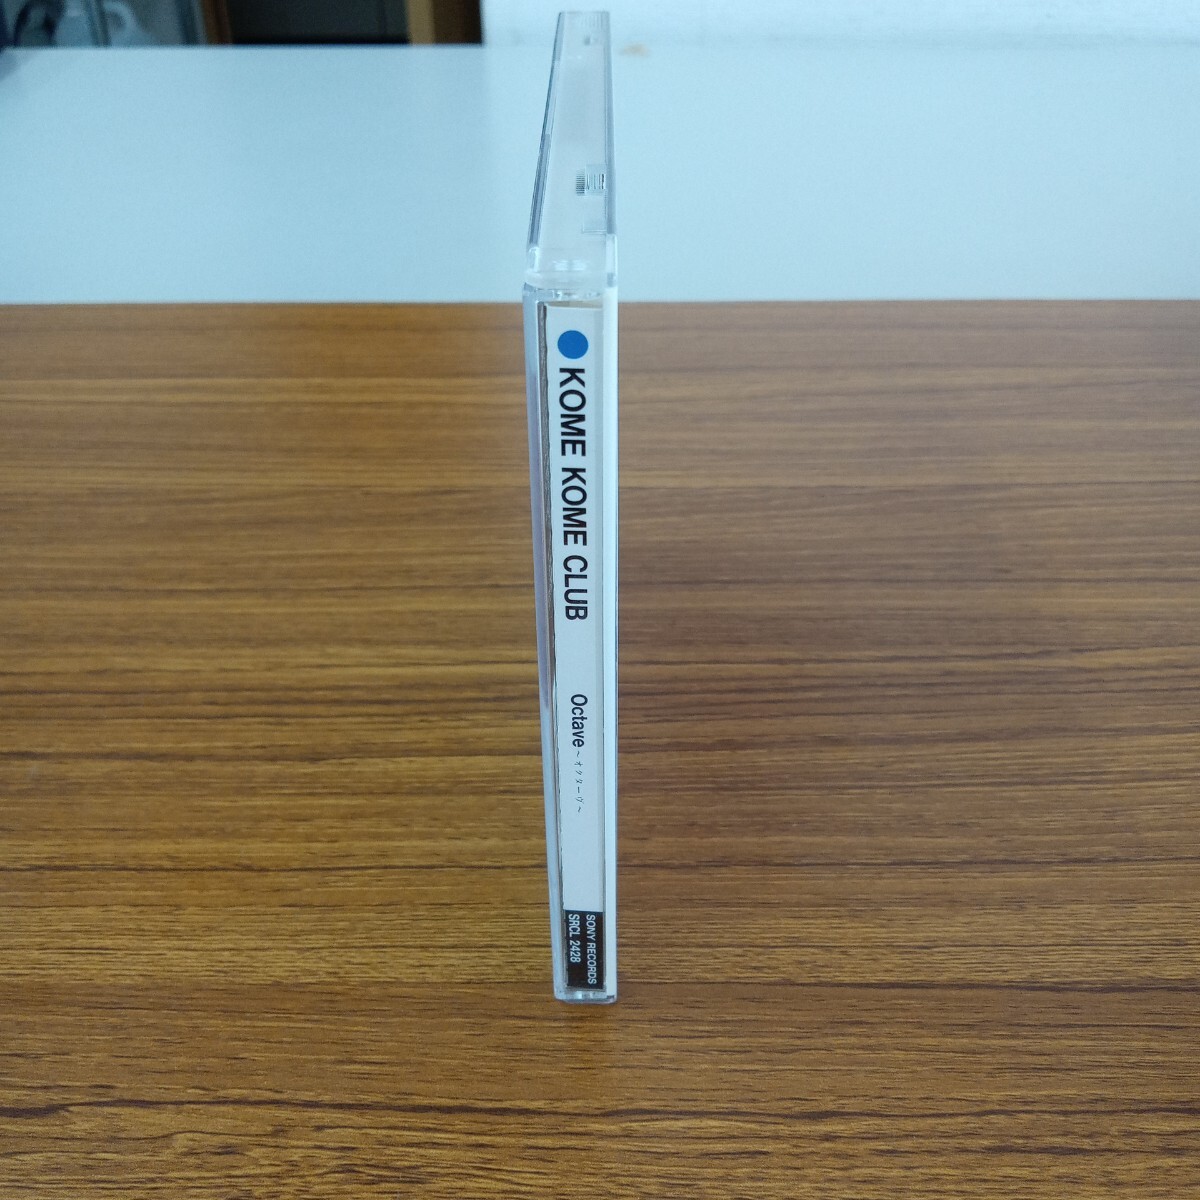 KOME KOME CLUB
Octave～オクターヴ～
SONY RECORDS
SRCL 2428